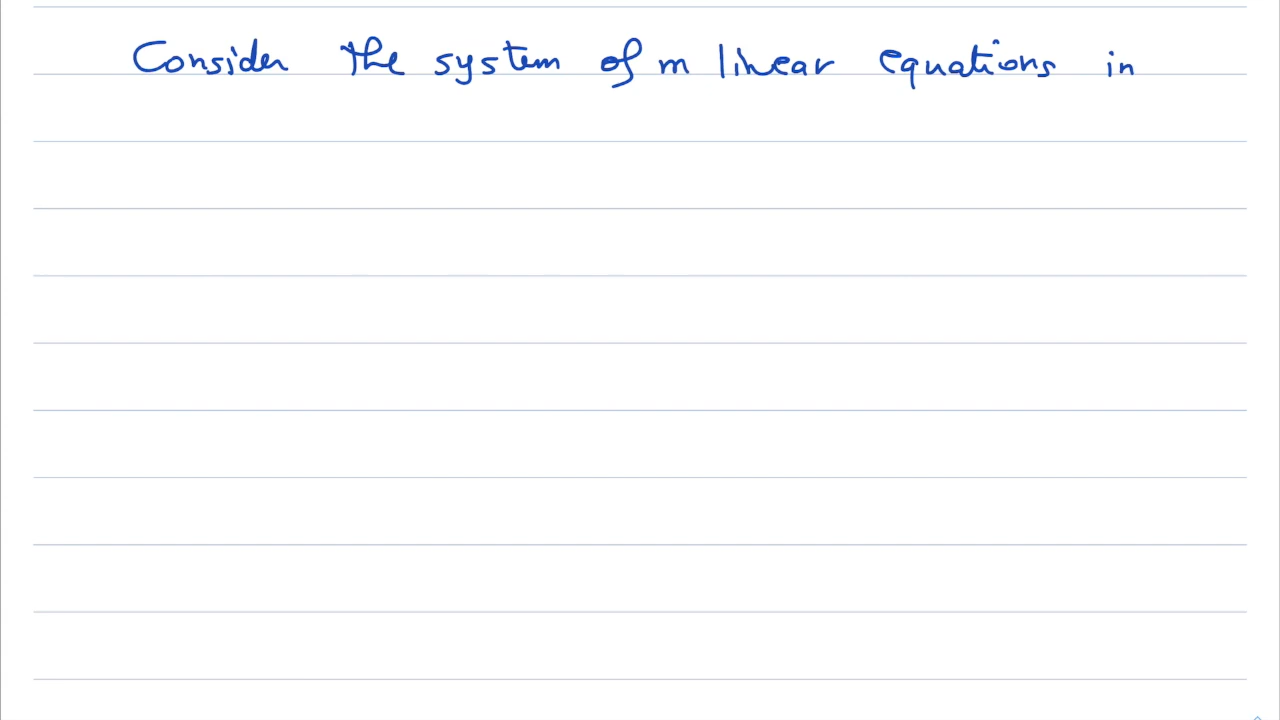 Consider the system of m linear equations in